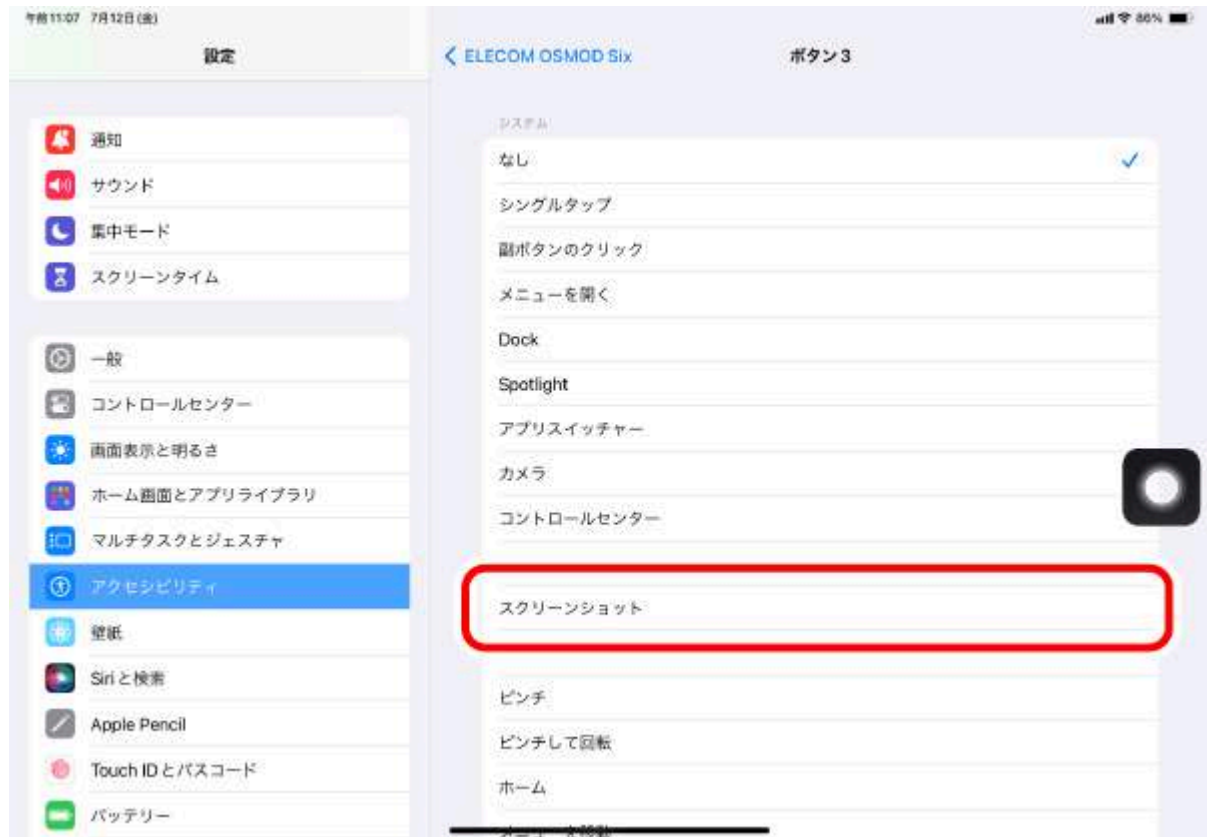 午前11:07 7月12日(金)
86%
設定
通知
サウンド
集中モード
スクリーンタイム
一般
コントロールセンター
画面表示と明るさ
ホーム画面とアプリライブラリ
マルチタスクとジェスチャ
アクセシビリティ
壁紙
Siriと検索
Apple Pencil
Touch IDとパスコード
バッテリー
ELECOM OSMOD Six
ボタン3
システム
なし
シングルタップ
副ボタンのクリック
メニューを開く
Dock
Spotlight
アプリスイッチャー
カメラ
コントロールセンター
スクリーンショット
ピンチ
ピンチして回転
ホーム